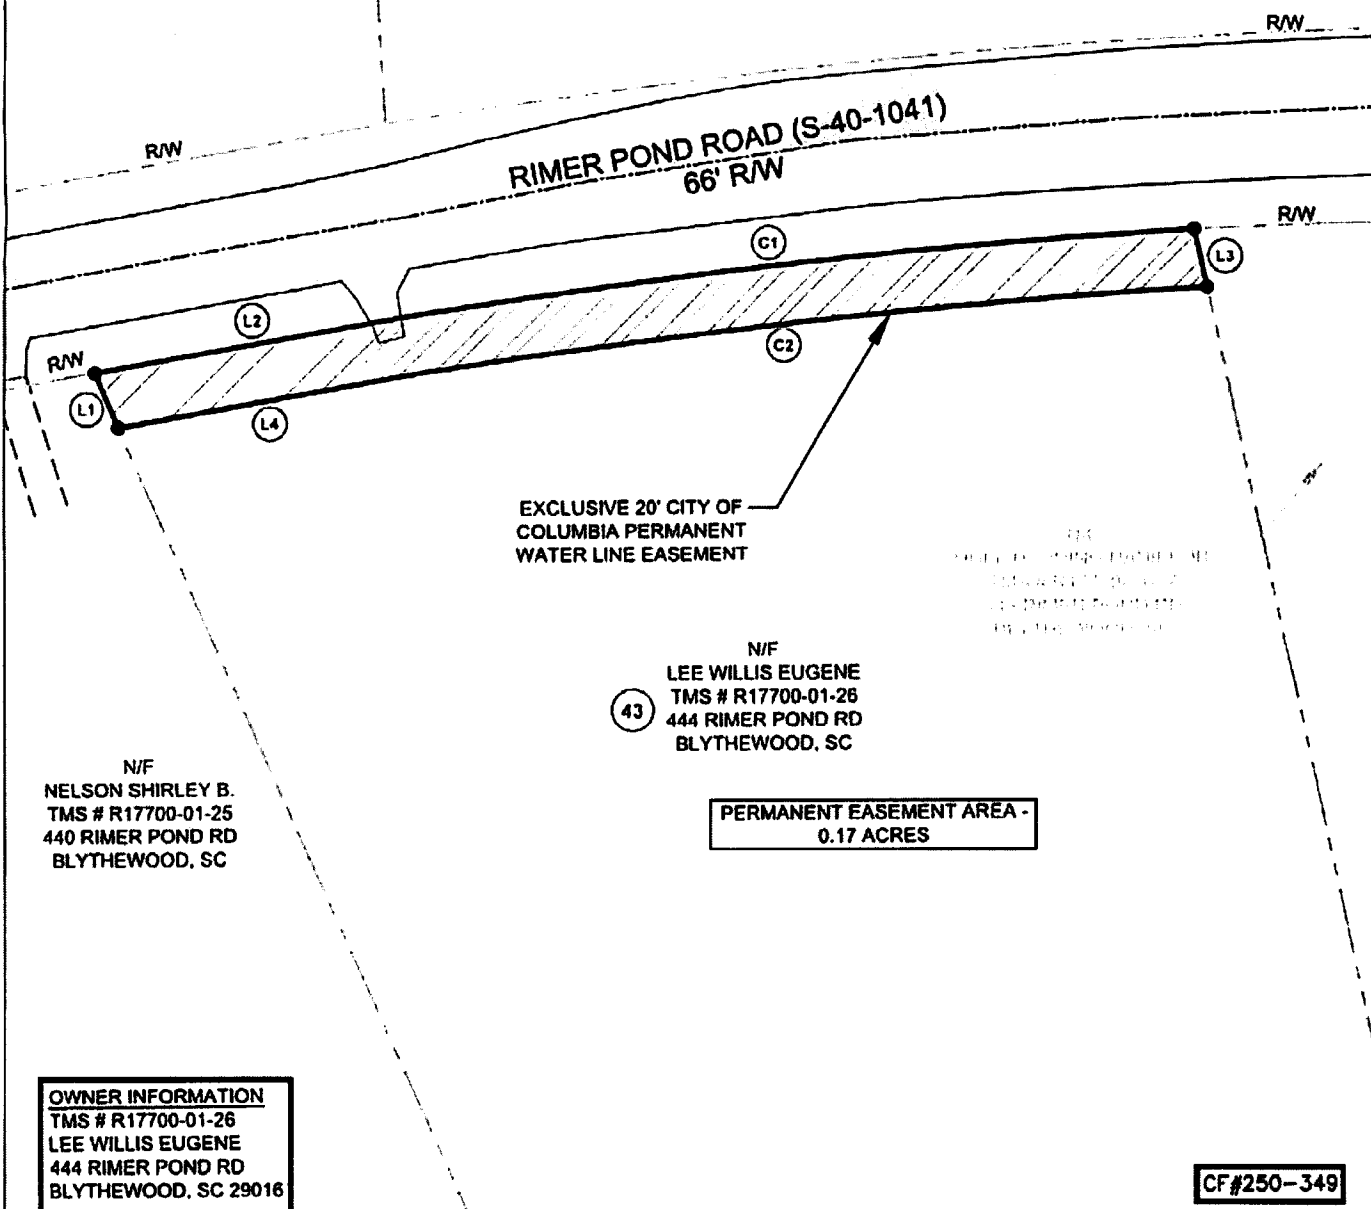 R/W
R/W
RIMER POND ROAD (S-40-1041)
66' R/W
R/W
C1
L3
L2
R/W
C2
L1
L4
EXCLUSIVE 20' CITY OF
COLUMBIA PERMANENT
WATER LINE EASEMENT
N/F
LEE WILLIS EUGENE
43
TMS # R17700-01-26
444 RIMER POND RD
BLYTHEWOOD, SC
N/F
NELSON SHIRLEY B.
TMS # R17700-01-25
440 RIMER POND RD
BLYTHEWOOD, SC
PERMANENT EASEMENT AREA -
0.17 ACRES
OWNER INFORMATION
TMS # R17700-01-26
LEE WILLIS EUGENE
444 RIMER POND RD
BLYTHEWOOD, SC 29016
CF#250-349